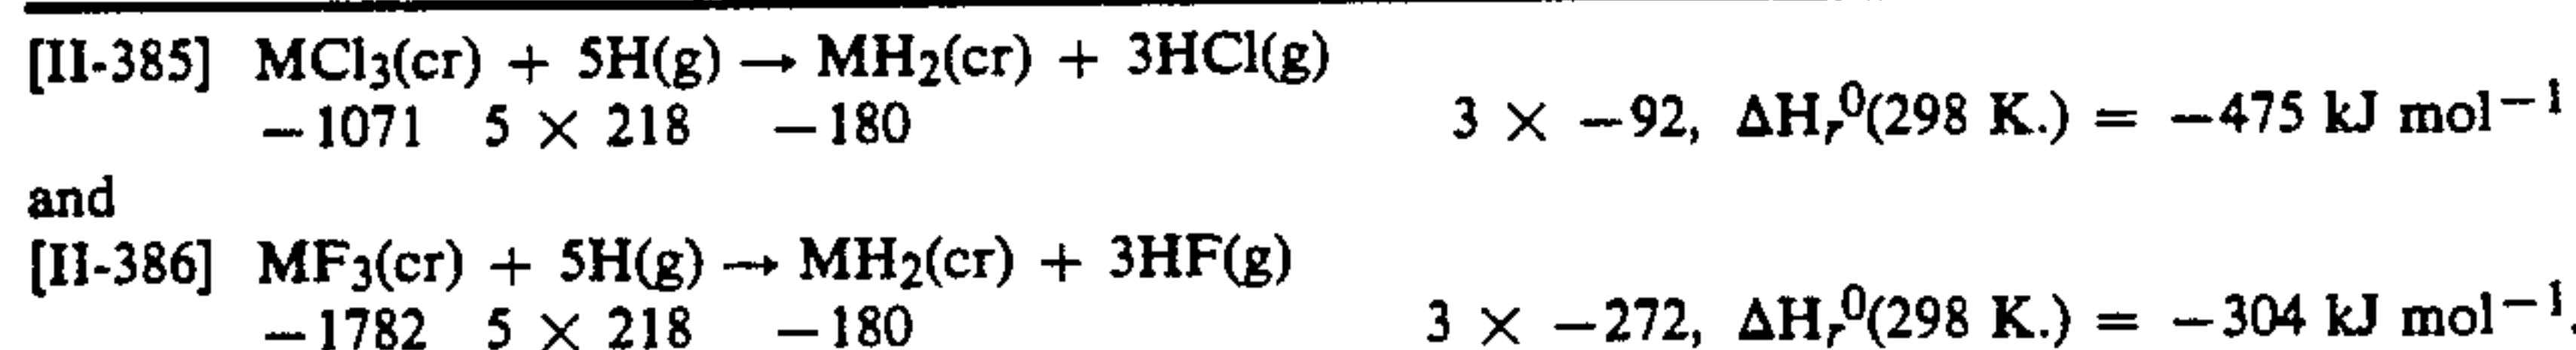 [II-385] MCl₃(cr) + 5H(g) → MH₂(cr) + 3HCl(g)
−1071 5 × 218 −180 3 × −92, ΔHᵣ⁰(298 K.) = −475 kJ mol⁻¹
and
[II-386] MF₃(cr) + 5H(g) → MH₂(cr) + 3HF(g)
−1782 5 × 218 −180 3 × −272, ΔHᵣ⁰(298 K.) = −304 kJ mol⁻¹.